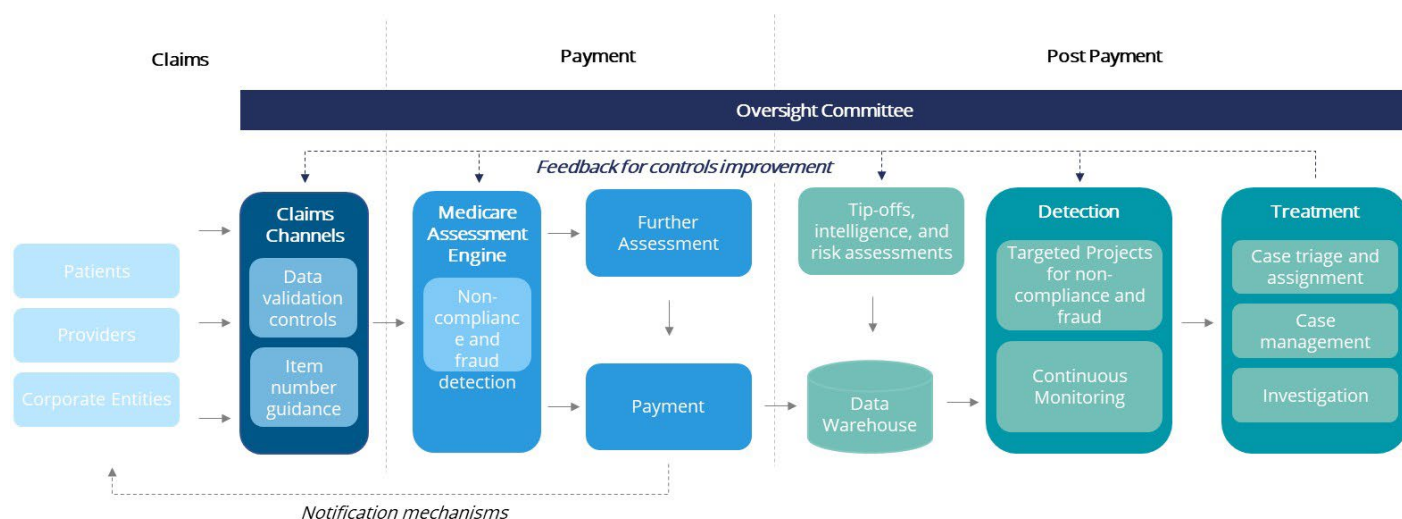 Claims
Payment
Post Payment
Oversight Committee
Feedback for controls improvement
Patients
Providers
Corporate Entities
Claims
Channels
Data
validation
controls
Item
number
guidance
Medicare
Assessment
Engine
Non-
complianc
e and
fraud
detection
Further
Assessment
Payment
Tip-offs,
intelligence, and
risk assessments
Data
Warehouse
Detection
Targeted Projects
for non-
compliance and
fraud
Continuous
Monitoring
Treatment
Case triage and
assignment
Case
management
Investigation
Notification mechanisms